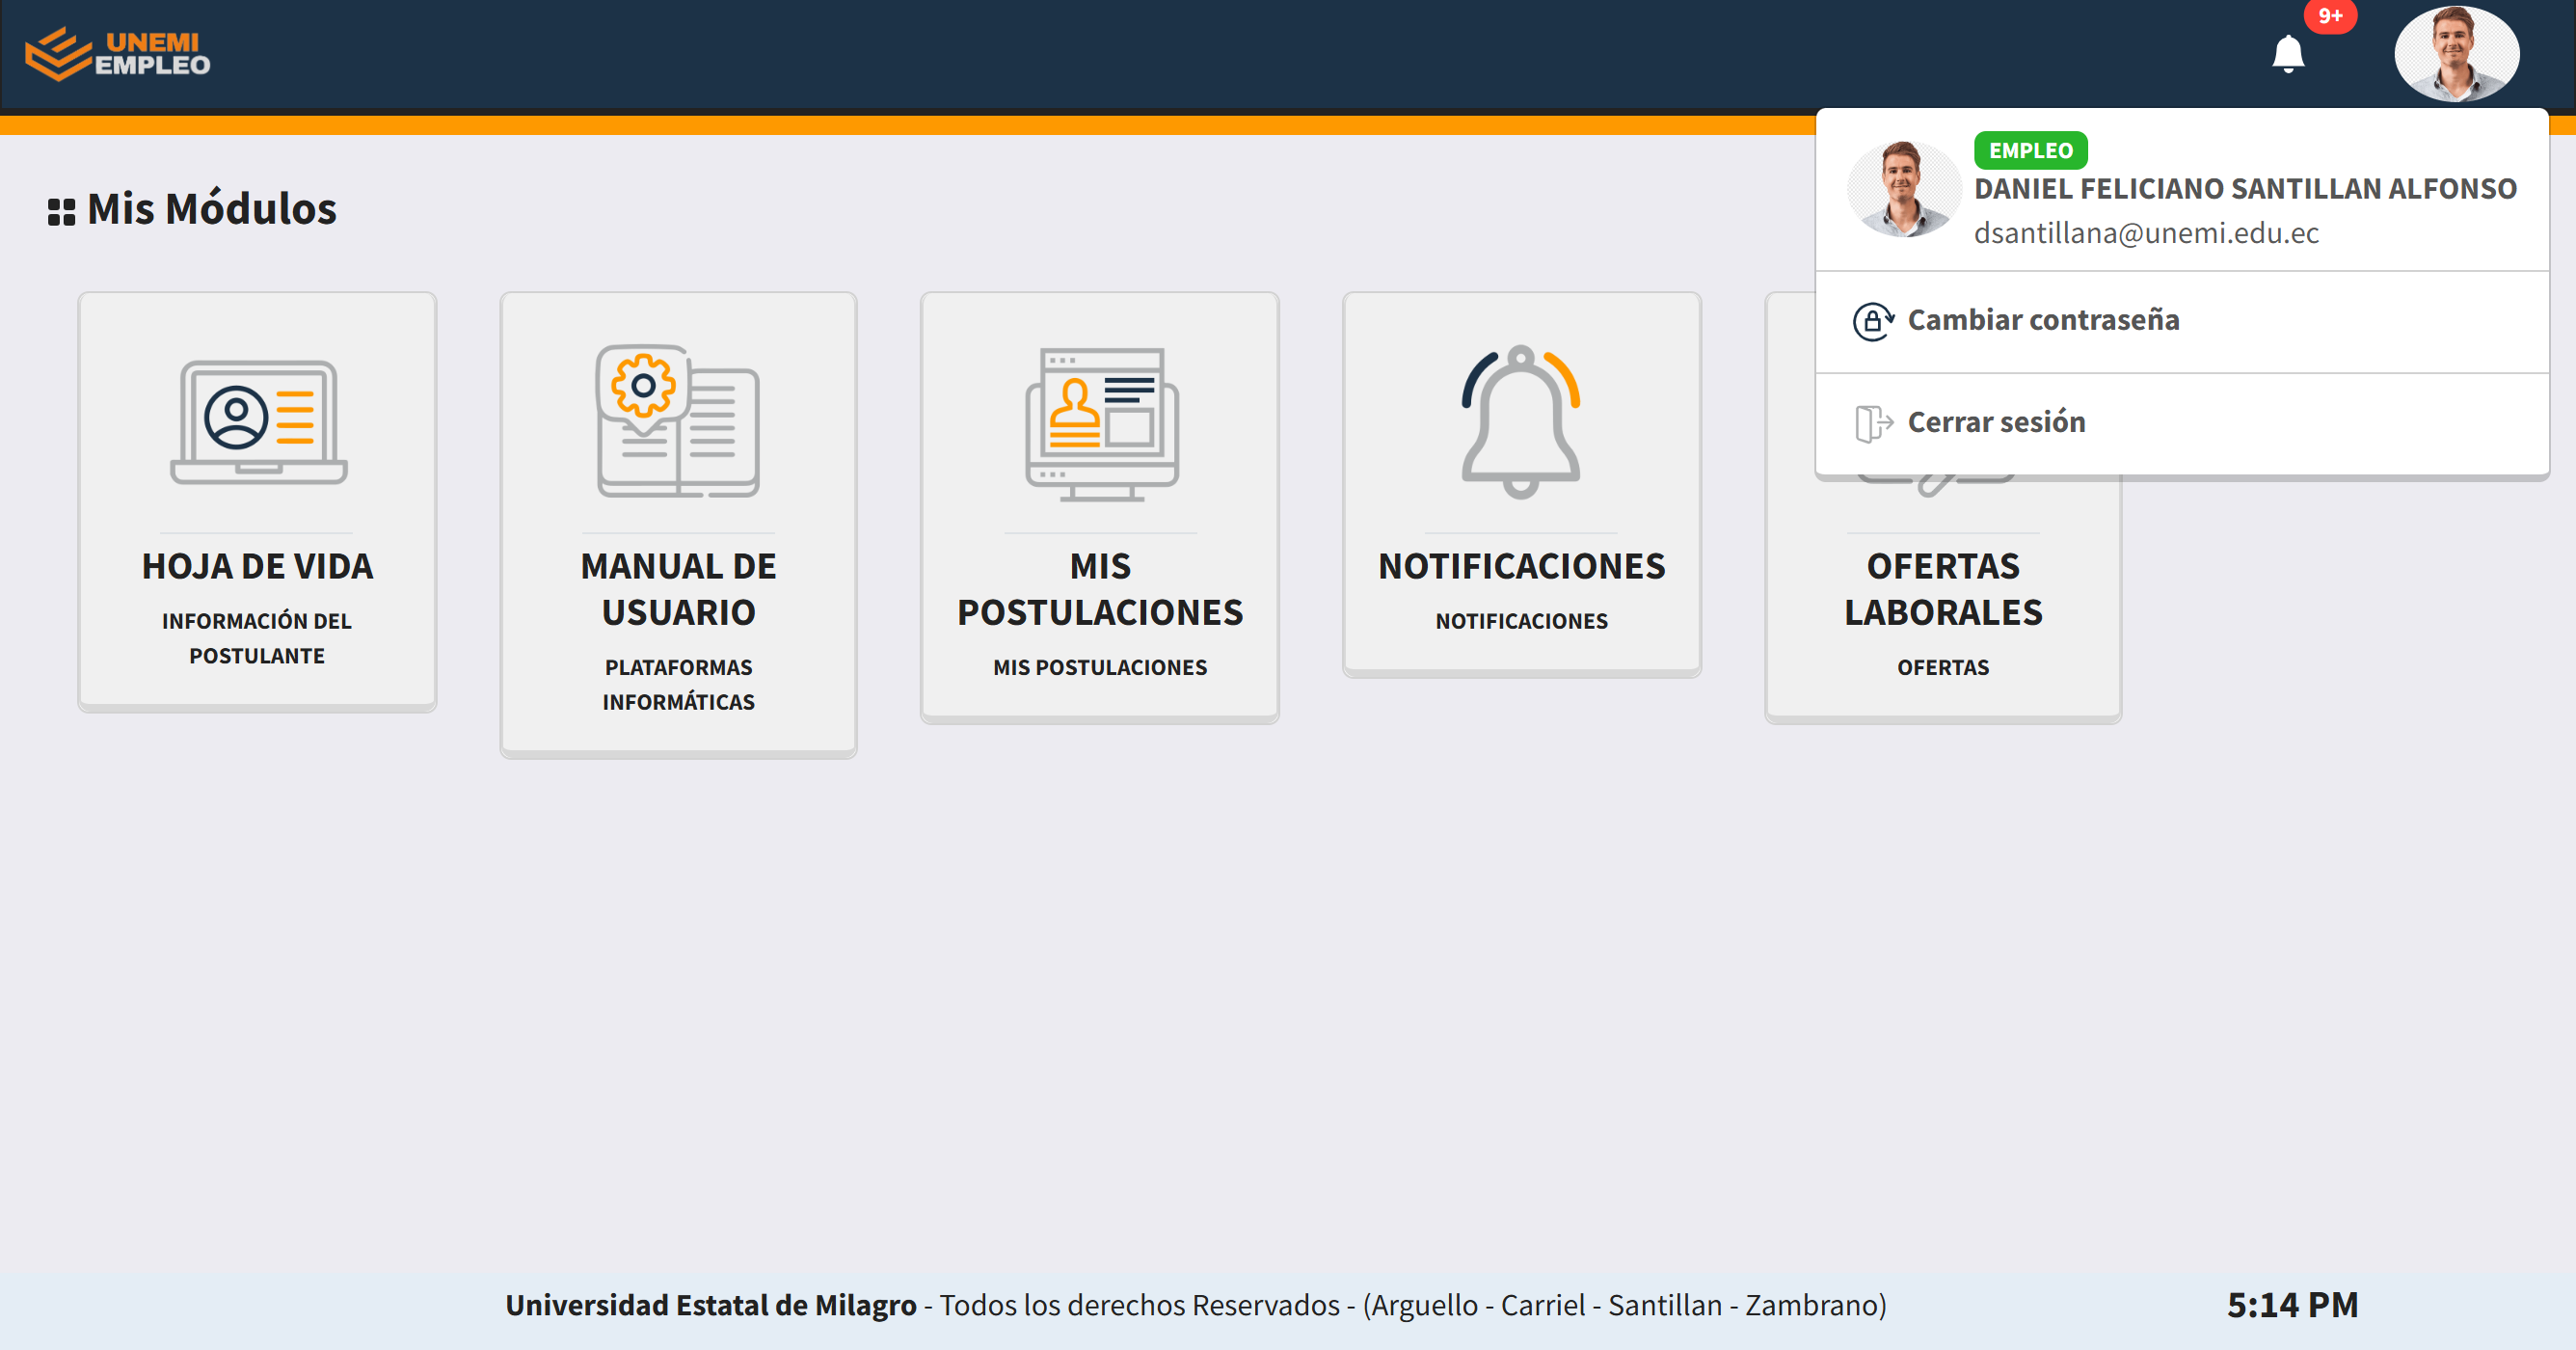 UNEMI
EMPLEO
9+
EMPLEO
DANIEL FELICIANO SANTILLAN ALFONSO
dsantillana@unemi.edu.ec
Cambiar contraseña
Cerrar sesión
Mis Módulos
HOJA DE VIDA
INFORMACIÓN DEL
POSTULANTE
MANUAL DE
USUARIO
PLATAFORMAS
INFORMÁTICAS
MIS
POSTULACIONES
MIS POSTULACIONES
NOTIFICACIONES
NOTIFICACIONES
OFERTAS
LABORALES
OFERTAS
Universidad Estatal de Milagro - Todos los derechos Reservados - (Arguello - Carriel - Santillan - Zambrano)
5:14 PM